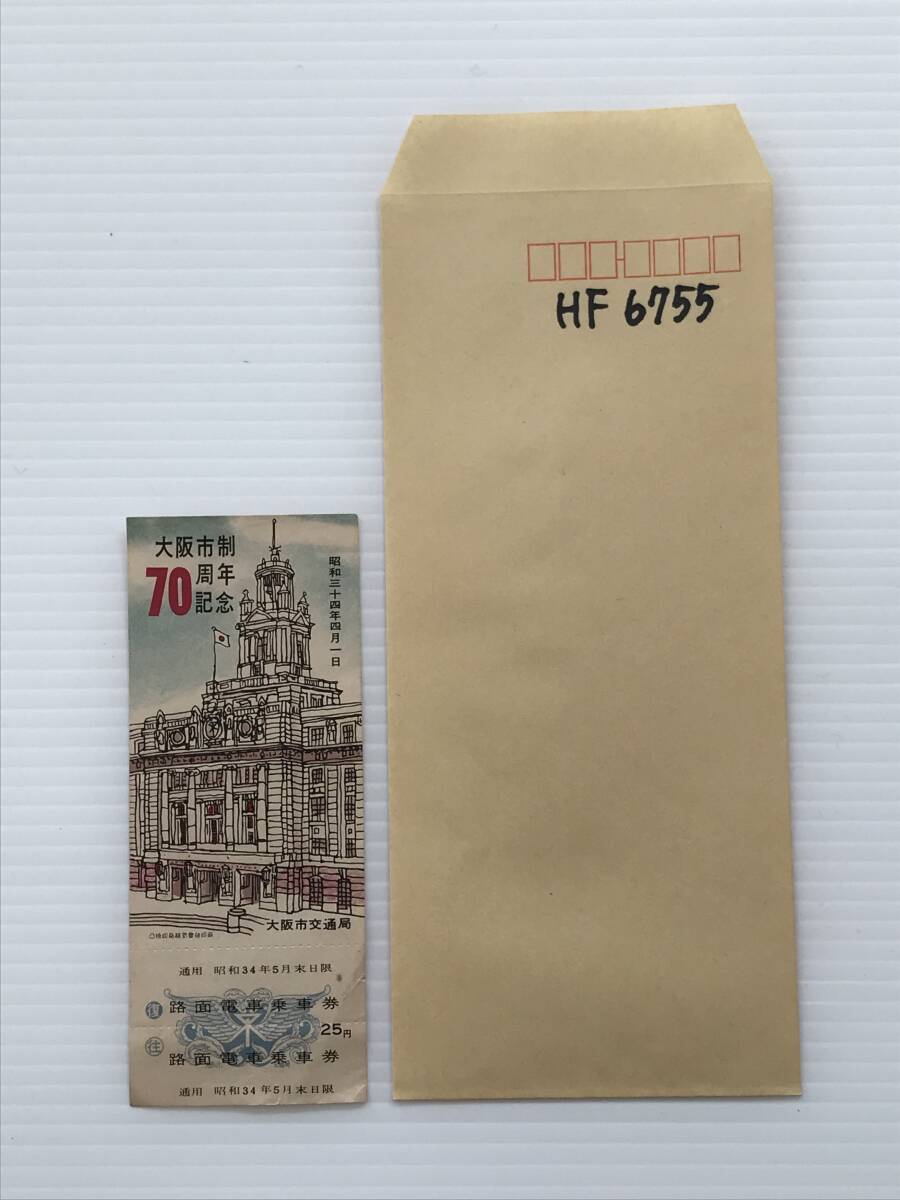 HF 6755
大阪市制
70周年
記念
昭和三十四年四月一日
大阪市交通局
通用 昭和34年5月末日限
復 路面電車乗車券
25円
往 路面電車乗車券
通用 昭和34年5月末日限